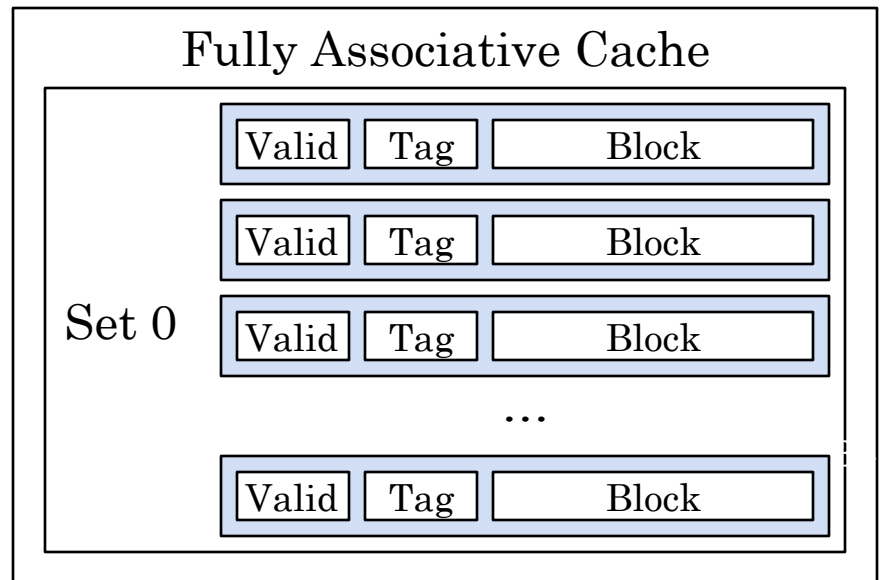 Fully Associative Cache
Valid Tag Block
Valid Tag Block
Set 0
Valid Tag Block
...
Valid Tag Block